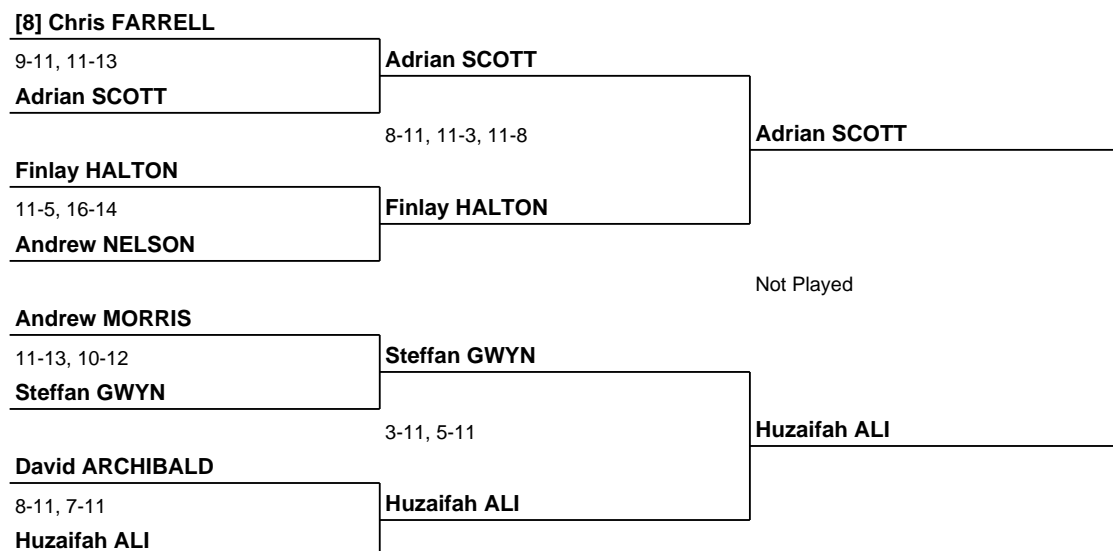 [8] Chris FARRELL
9-11, 11-13
Adrian SCOTT
Adrian SCOTT
8-11, 11-3, 11-8
Adrian SCOTT
Finlay HALTON
11-5, 16-14
Finlay HALTON
Andrew NELSON
Not Played
Andrew MORRIS
11-13, 10-12
Steffan GWYN
Steffan GWYN
3-11, 5-11
Huzaifah ALI
David ARCHIBALD
8-11, 7-11
Huzaifah ALI
Huzaifah ALI